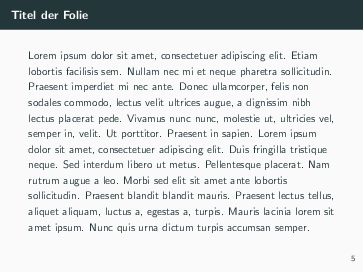 Titel der Folie
Lorem ipsum dolor sit amet, consectetuer adipiscing elit. Etiam
lobortis facilisis sem. Nullam nec mi et neque pharetra sollicitudin.
Praesent imperdiet mi nec ante. Donec ullamcorper, felis non
sodales commodo, lectus velit ultrices augue, a dignissim nibh
lectus placerat pede. Vivamus nunc nunc, molestie ut, ultricies vel,
semper in, velit. Ut porttitor. Praesent in sapien. Lorem ipsum
dolor sit amet, consectetuer adipiscing elit. Duis fringilla tristique
neque. Sed interdum libero ut metus. Pellentesque placerat. Nam
rutrum augue a leo. Morbi sed elit sit amet ante lobortis
sollicitudin. Praesent blandit blandit mauris. Praesent lectus tellus,
aliquet aliquam, luctus a, egestas a, turpis. Mauris lacinia lorem sit
amet ipsum. Nunc quis urna dictum turpis accumsan semper.
5